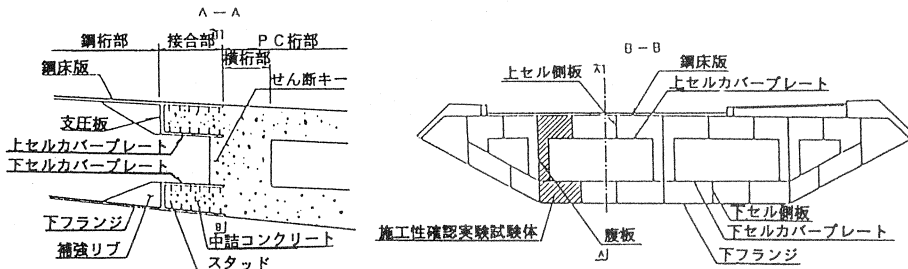 A－A
鋼桁部
接合部
PC桁部
横桁部
鋼床版
せん断キー
支圧板
上セルカバープレート
下セルカバープレート
下フランジ
補強リブ
中詰コンクリート
スタッド
B
B
B－B
上セル側板
鋼床版
上セルカバープレート
A
施工性確認実験試験体
腹板
下セル側板
下セルカバープレート
下フランジ
A